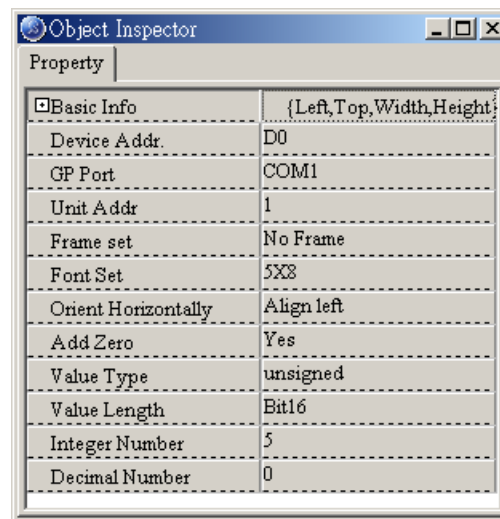 Object Inspector
Property
Basic Info {Left,Top,Width,Height}
Device Addr. D0
GP Port COM1
Unit Addr 1
Frame set No Frame
Font Set 5X8
Orient Horizontally Align left
Add Zero Yes
Value Type unsigned
Value Length Bit16
Integer Number 5
Decimal Number 0